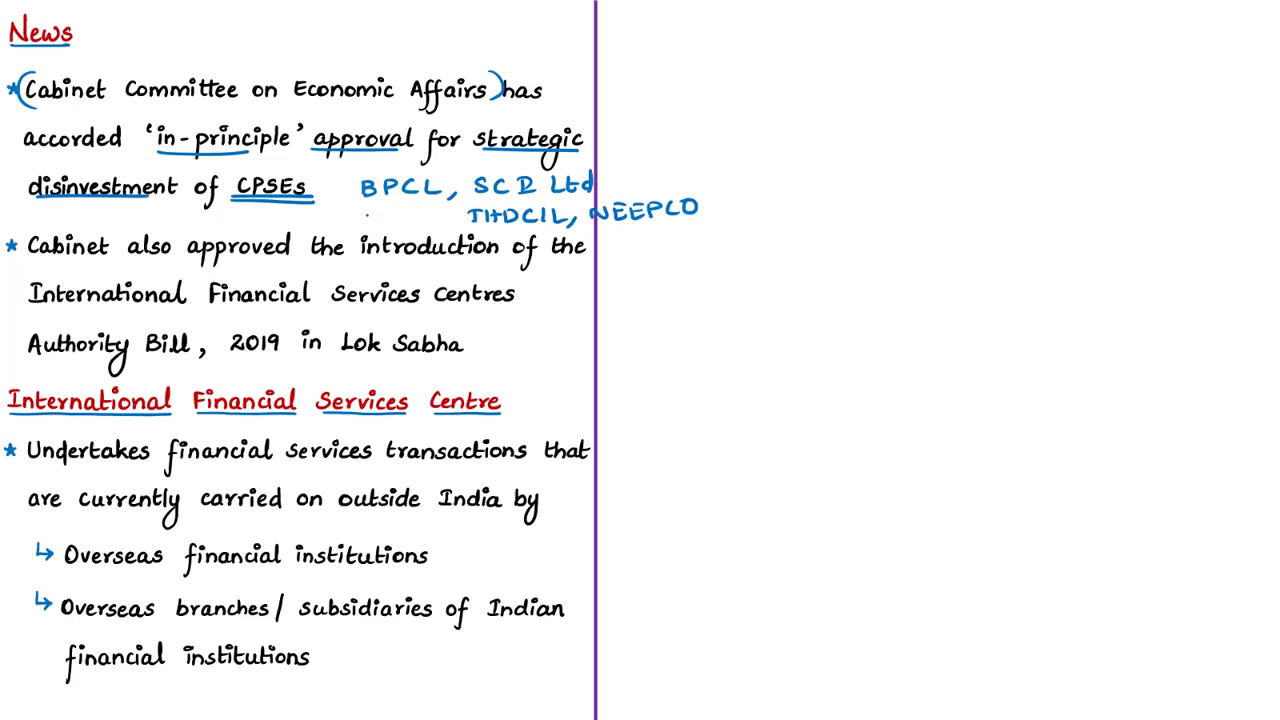 News
* (Cabinet Committee on Economic Affairs) has
accorded 'in-principle' approval for strategic
disinvestment of CPSEs BPCL, SCI Ltd
THDCIL, NEEPCO
* Cabinet also approved the introduction of the
International Financial Services Centres
Authority Bill, 2019 in Lok Sabha
International Financial Services Centre
* Undertakes financial services transactions that
are currently carried on outside India by
↳ Overseas financial institutions
↳ Overseas branches/ subsidiaries of Indian
financial institutions